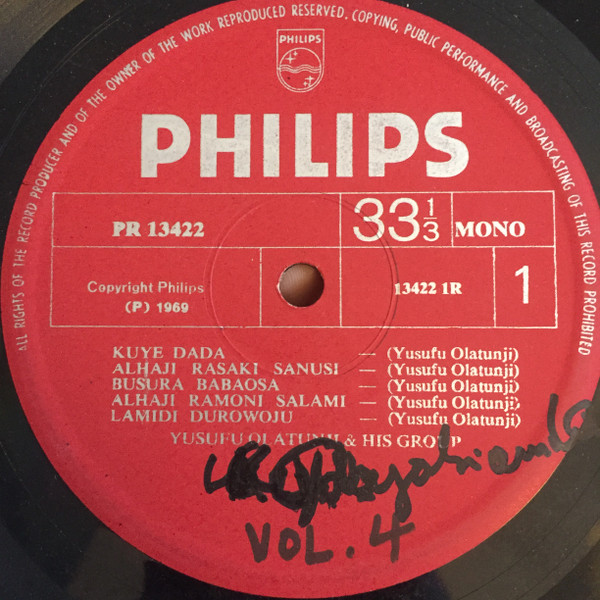 ALL RIGHTS OF THE RECORD PRODUCER AND OF THE OWNER OF THE WORK REPRODUCED RESERVED. COPYING, PUBLIC PERFORMANCE AND BROADCASTING OF THIS RECORD PROHIBITED
PHILIPS
PHILIPS
PR 13422 33⅓ MONO
Copyright Philips
(P) 1969
13422 1R 1
KUYE DADA — (Yusufu Olatunji)
ALHAJI RASAKI SANUSI — (Yusufu Olatunji)
BUSURA BABAOSA — (Yusufu Olatunji)
ALHAJI RAMONI SALAMI — (Yusufu Olatunji)
LAMIDI DUROWOJU — (Yusufu Olatunji)
YUSUFU OLATUNJI & HIS GROUP
VOL. 4